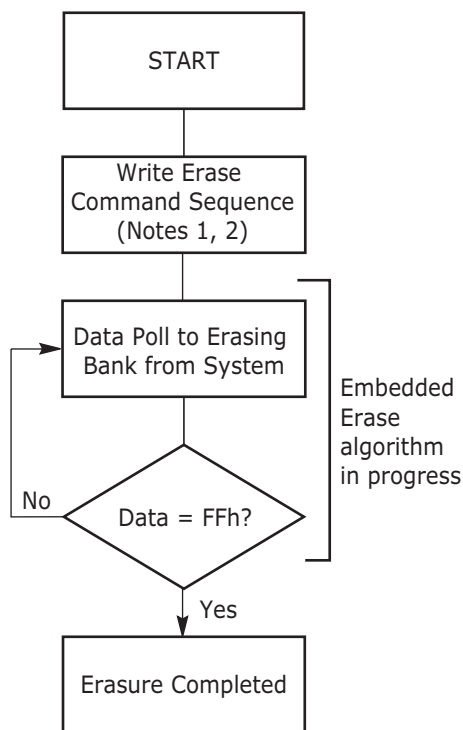 START
Write Erase
Command Sequence
(Notes 1, 2)
Data Poll to Erasing
Bank from System
Embedded
Erase
algorithm
in progress
No
Data = FFh?
Yes
Erasure Completed